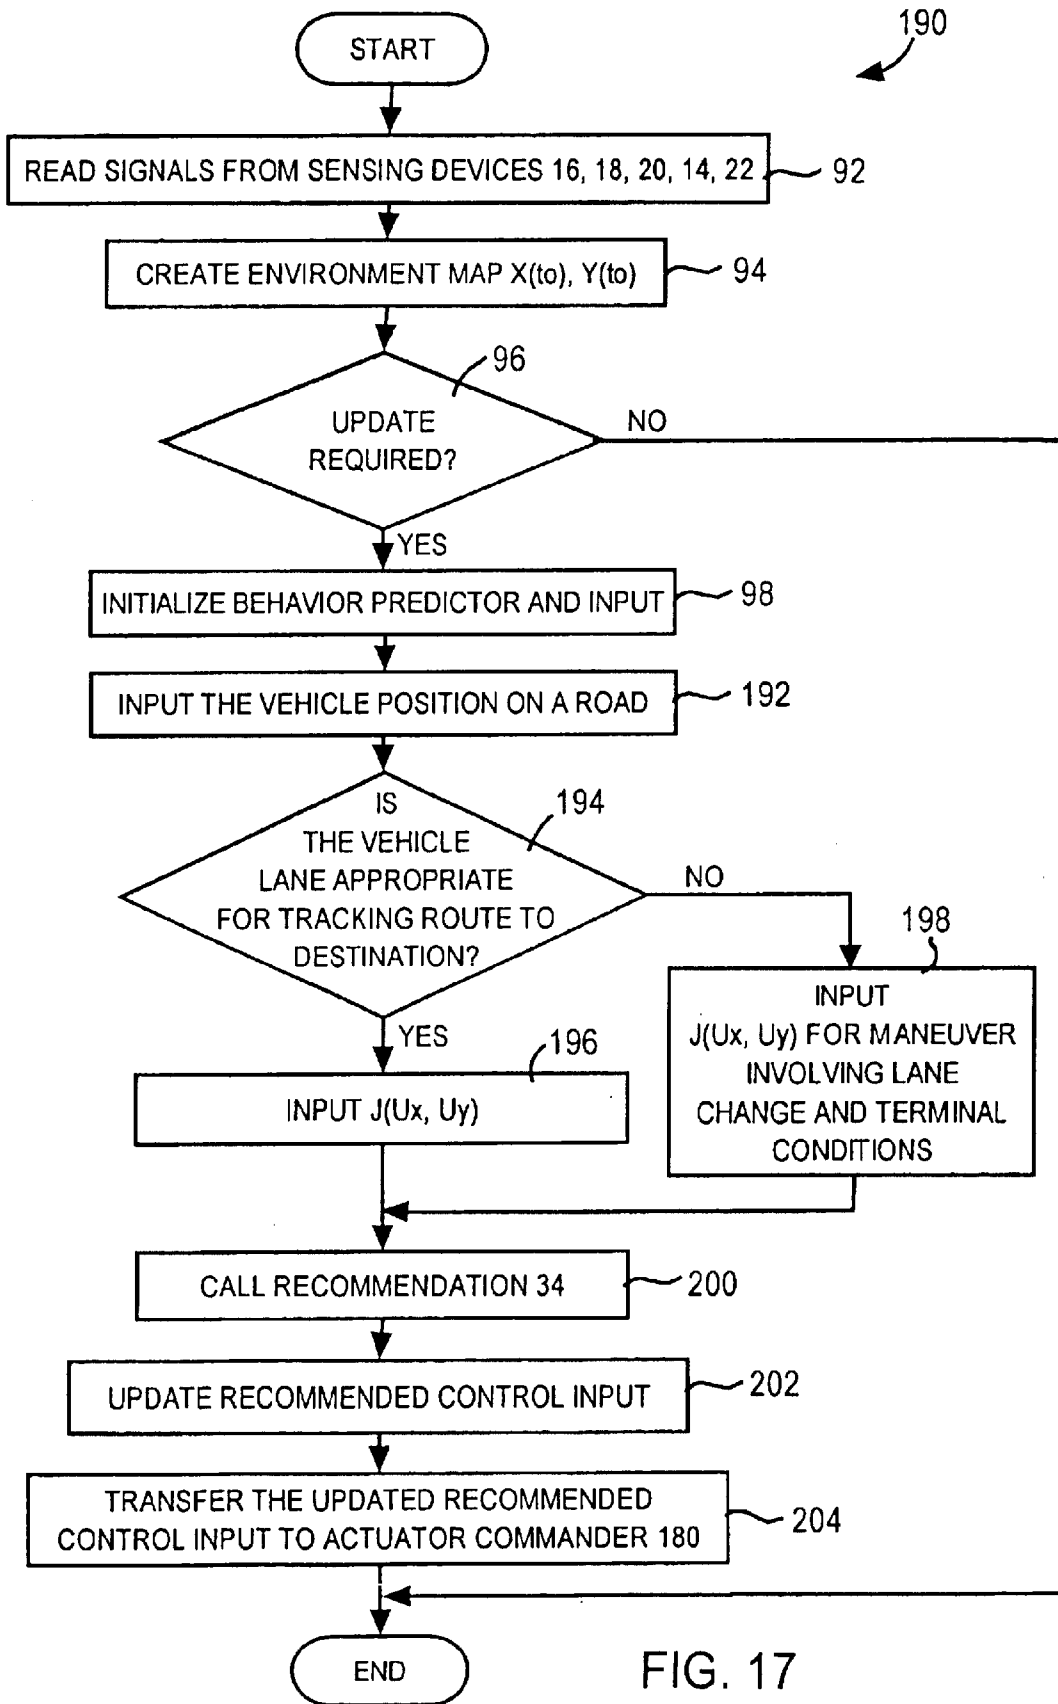 START
190
READ SIGNALS FROM SENSING DEVICES 16, 18, 20, 14, 22
92
CREATE ENVIRONMENT MAP X(to), Y(to)
94
96
UPDATE
REQUIRED?
NO
YES
INITIALIZE BEHAVIOR PREDICTOR AND INPUT
98
INPUT THE VEHICLE POSITION ON A ROAD
192
IS
THE VEHICLE
LANE APPROPRIATE
FOR TRACKING ROUTE TO
DESTINATION?
194
NO
YES
198
INPUT
J(Ux, Uy) FOR MANEUVER
INVOLVING LANE
CHANGE AND TERMINAL
CONDITIONS
196
INPUT J(Ux, Uy)
CALL RECOMMENDATION 34
200
UPDATE RECOMMENDED CONTROL INPUT
202
TRANSFER THE UPDATED RECOMMENDED
CONTROL INPUT TO ACTUATOR COMMANDER 180
204
END
FIG. 17